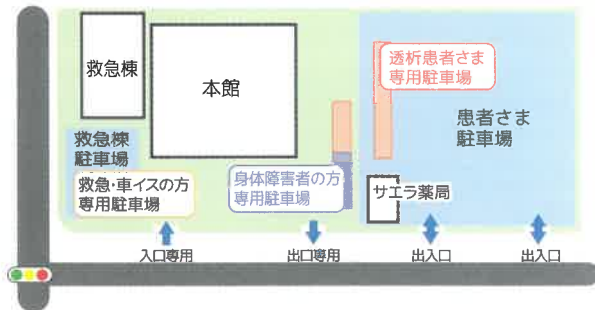 救急棟
本館
透析患者さま
専用駐車場
患者さま
駐車場
救急棟
駐車場
救急・車イスの方
専用駐車場
身体障害者の方
専用駐車場
サエラ薬局
入口専用
出口専用
出入口
出入口